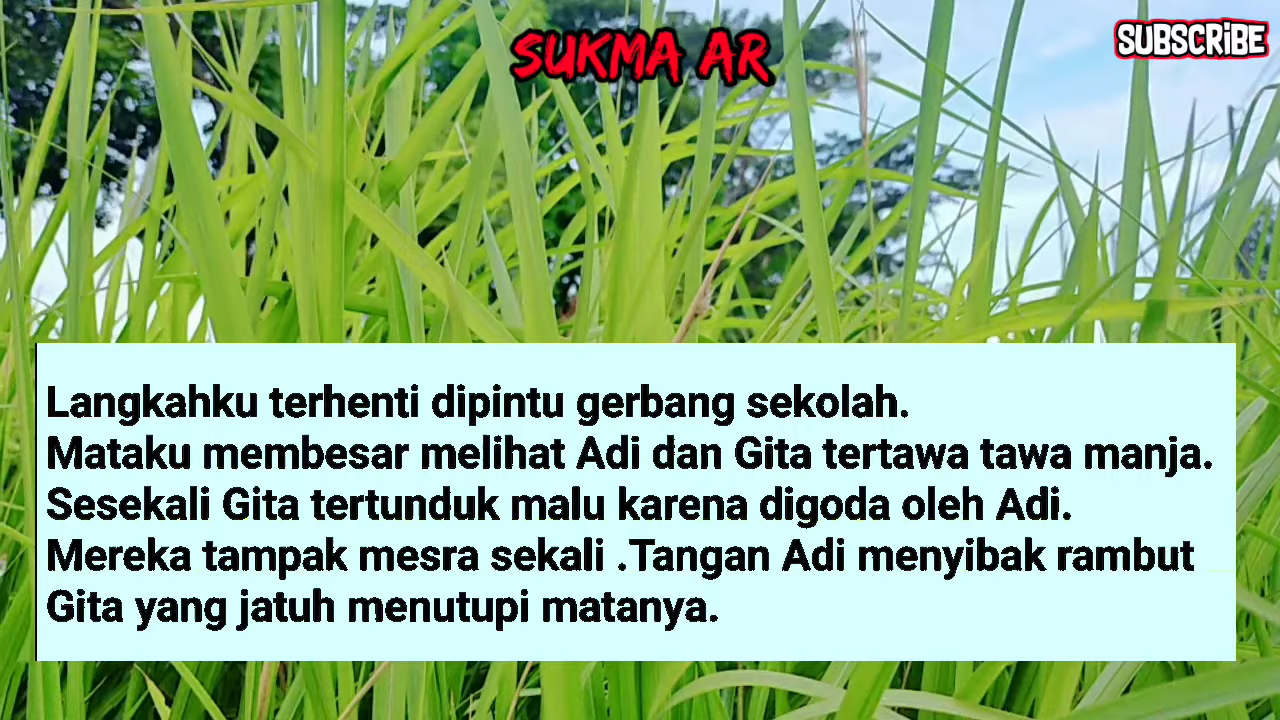 SUKMA AR
SUBSCRiBE
Langkahku terhenti dipintu gerbang sekolah.
Mataku membesar melihat Adi dan Gita tertawa tawa manja.
Sesekali Gita tertunduk malu karena digoda oleh Adi.
Mereka tampak mesra sekali .Tangan Adi menyibak rambut
Gita yang jatuh menutupi matanya.